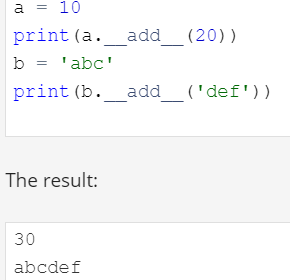 a = 10
print(a.__add__(20))
b = 'abc'
print(b.__add__('def'))
The result:
30
abcdef